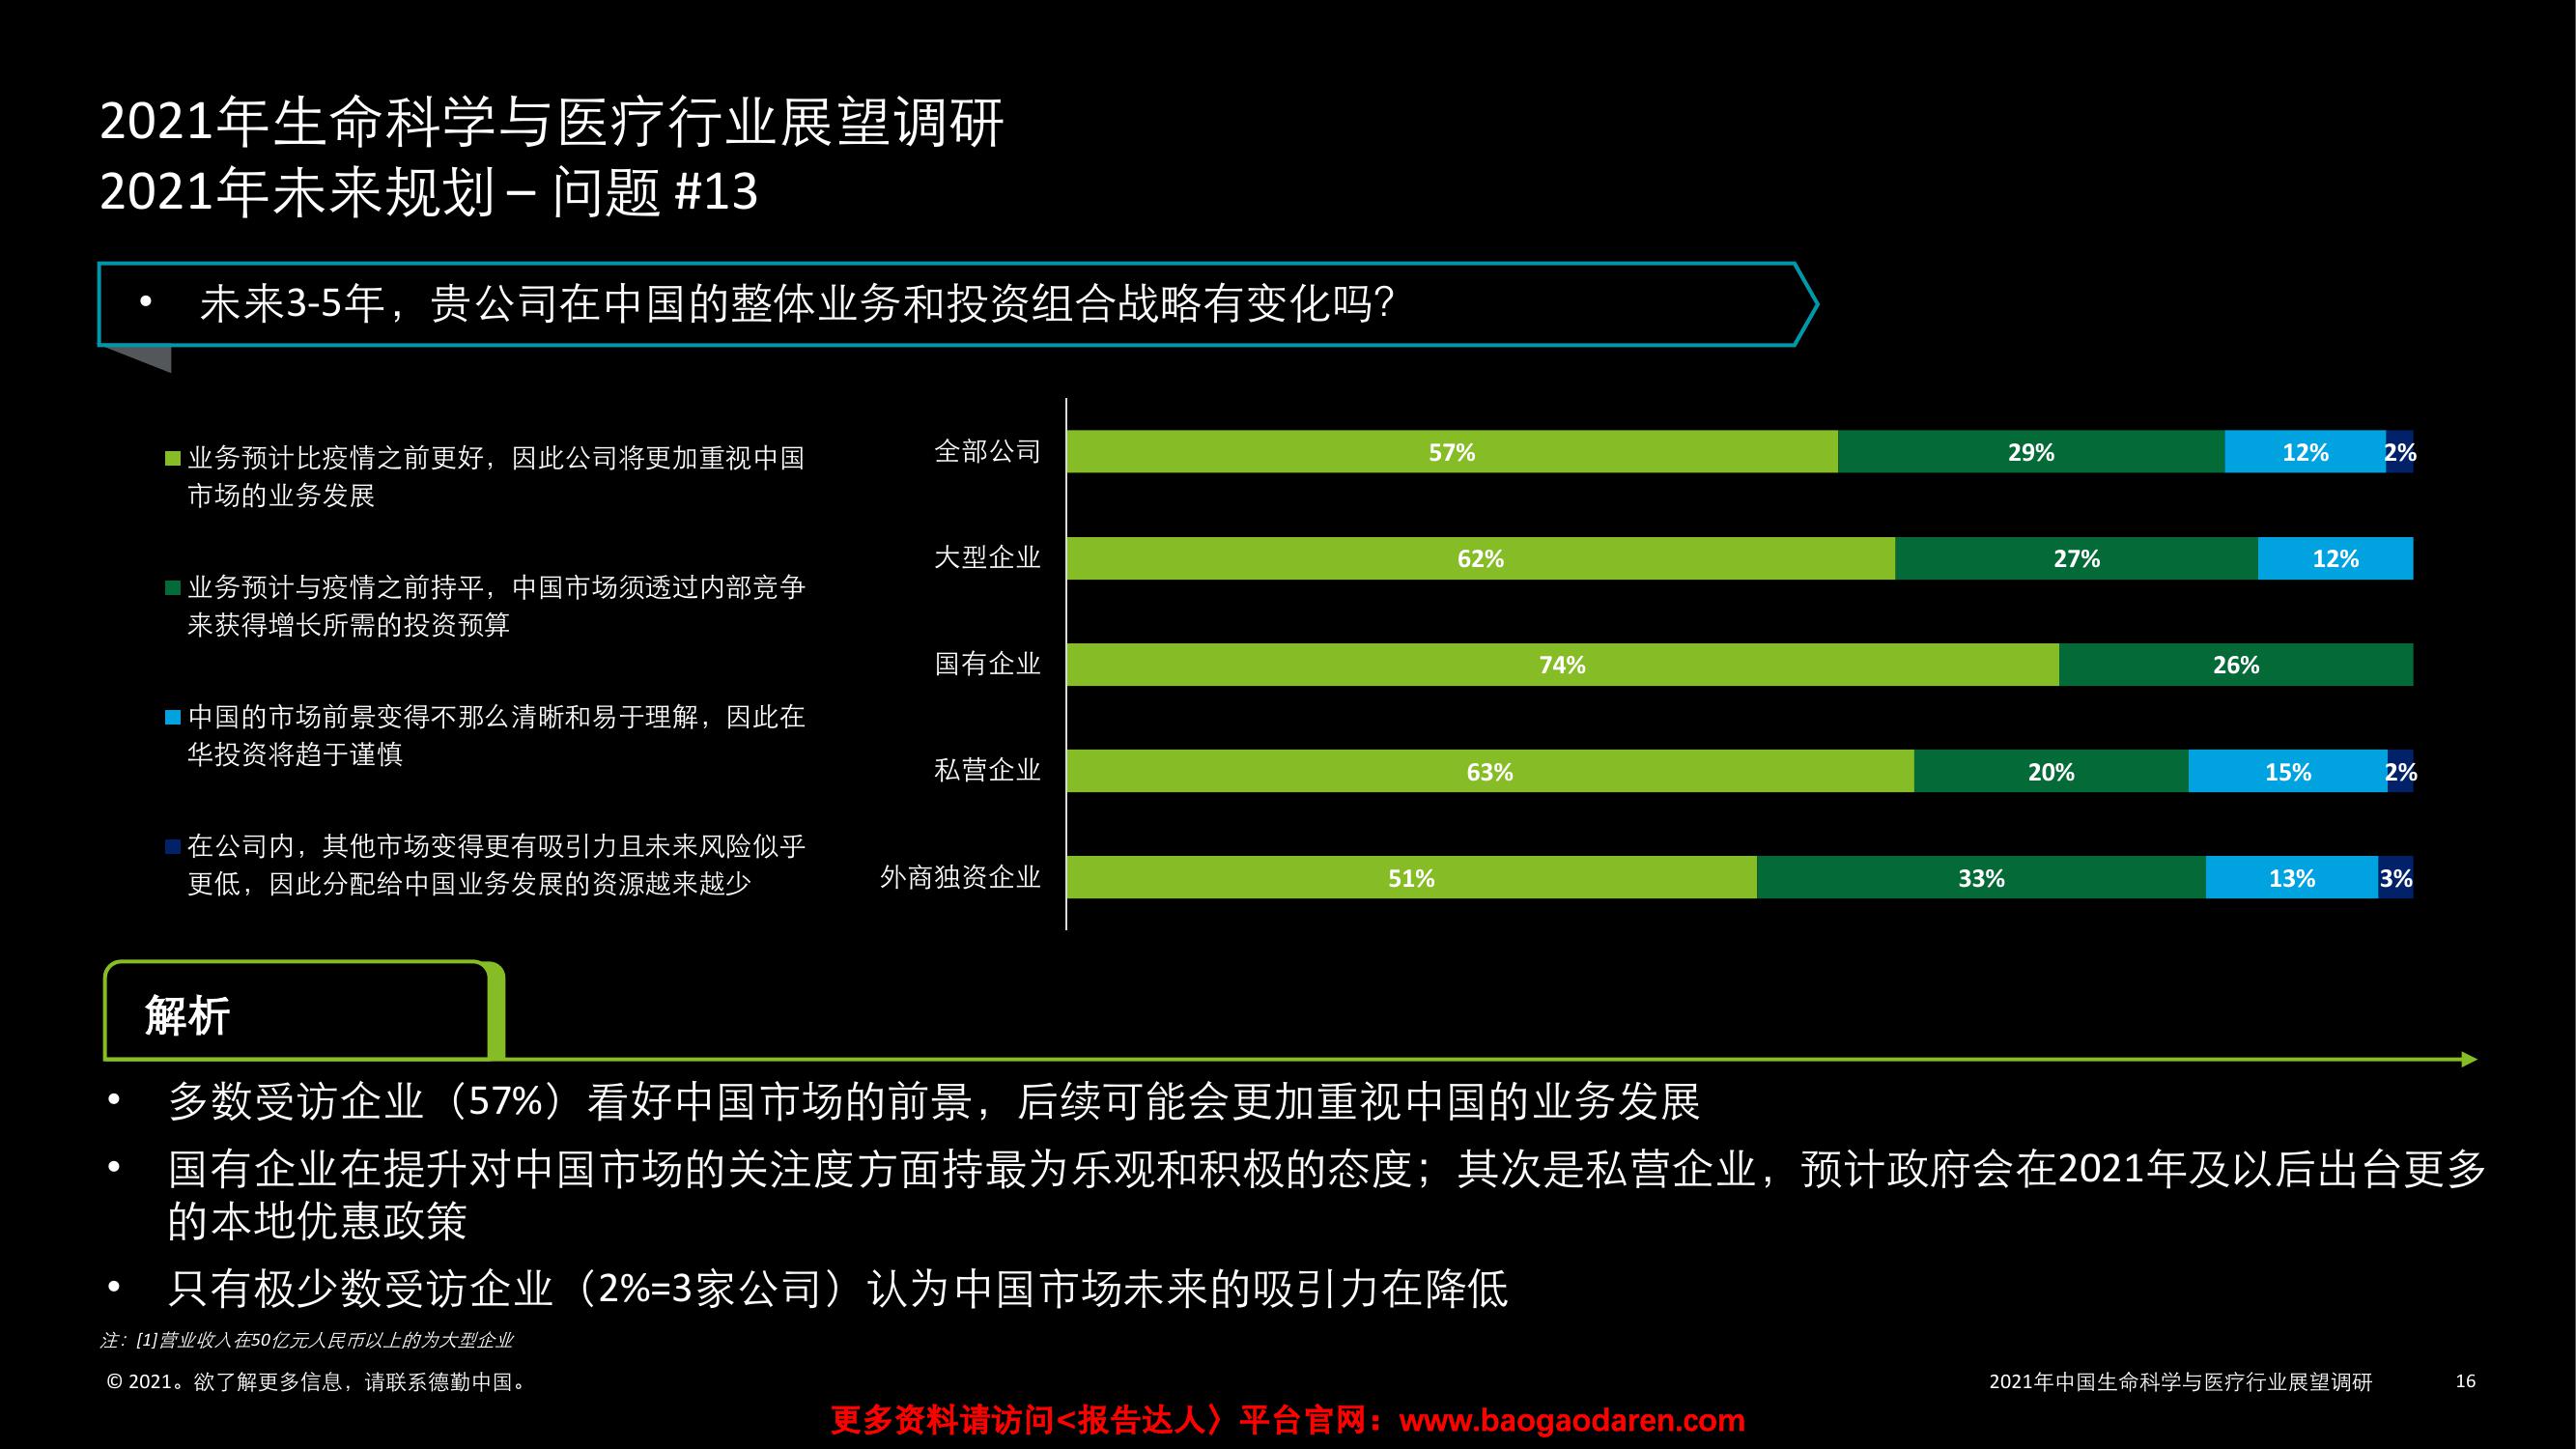 2021年生命科学与医疗行业展望调研
2021年未来规划 – 问题 #13
• 未来3-5年，贵公司在中国的整体业务和投资组合战略有变化吗？
业务预计比疫情之前更好，因此公司将更加重视中国
市场的业务发展
业务预计与疫情之前持平，中国市场须透过内部竞争
来获得增长所需的投资预算
中国的市场前景变得不那么清晰和易于理解，因此在
华投资将趋于谨慎
在公司内，其他市场变得更有吸引力且未来风险似乎
更低，因此分配给中国业务发展的资源越来越少
全部公司 57% 29% 12% 2%
大型企业 62% 27% 12%
国有企业 74% 26%
私营企业 63% 20% 15% 2%
外商独资企业 51% 33% 13% 3%
解析
• 多数受访企业（57%）看好中国市场的前景，后续可能会更加重视中国的业务发展
• 国有企业在提升对中国市场的关注度方面持最为乐观和积极的态度；其次是私营企业，预计政府会在2021年及以后出台更多
的本地优惠政策
• 只有极少数受访企业（2%=3家公司）认为中国市场未来的吸引力在降低
注：[1]营业收入在50亿元人民币以上的为大型企业
© 2021。欲了解更多信息，请联系德勤中国。
2021年中国生命科学与医疗行业展望调研 16
更多资料请访问<报告达人〉平台官网：www.baogaodaren.com